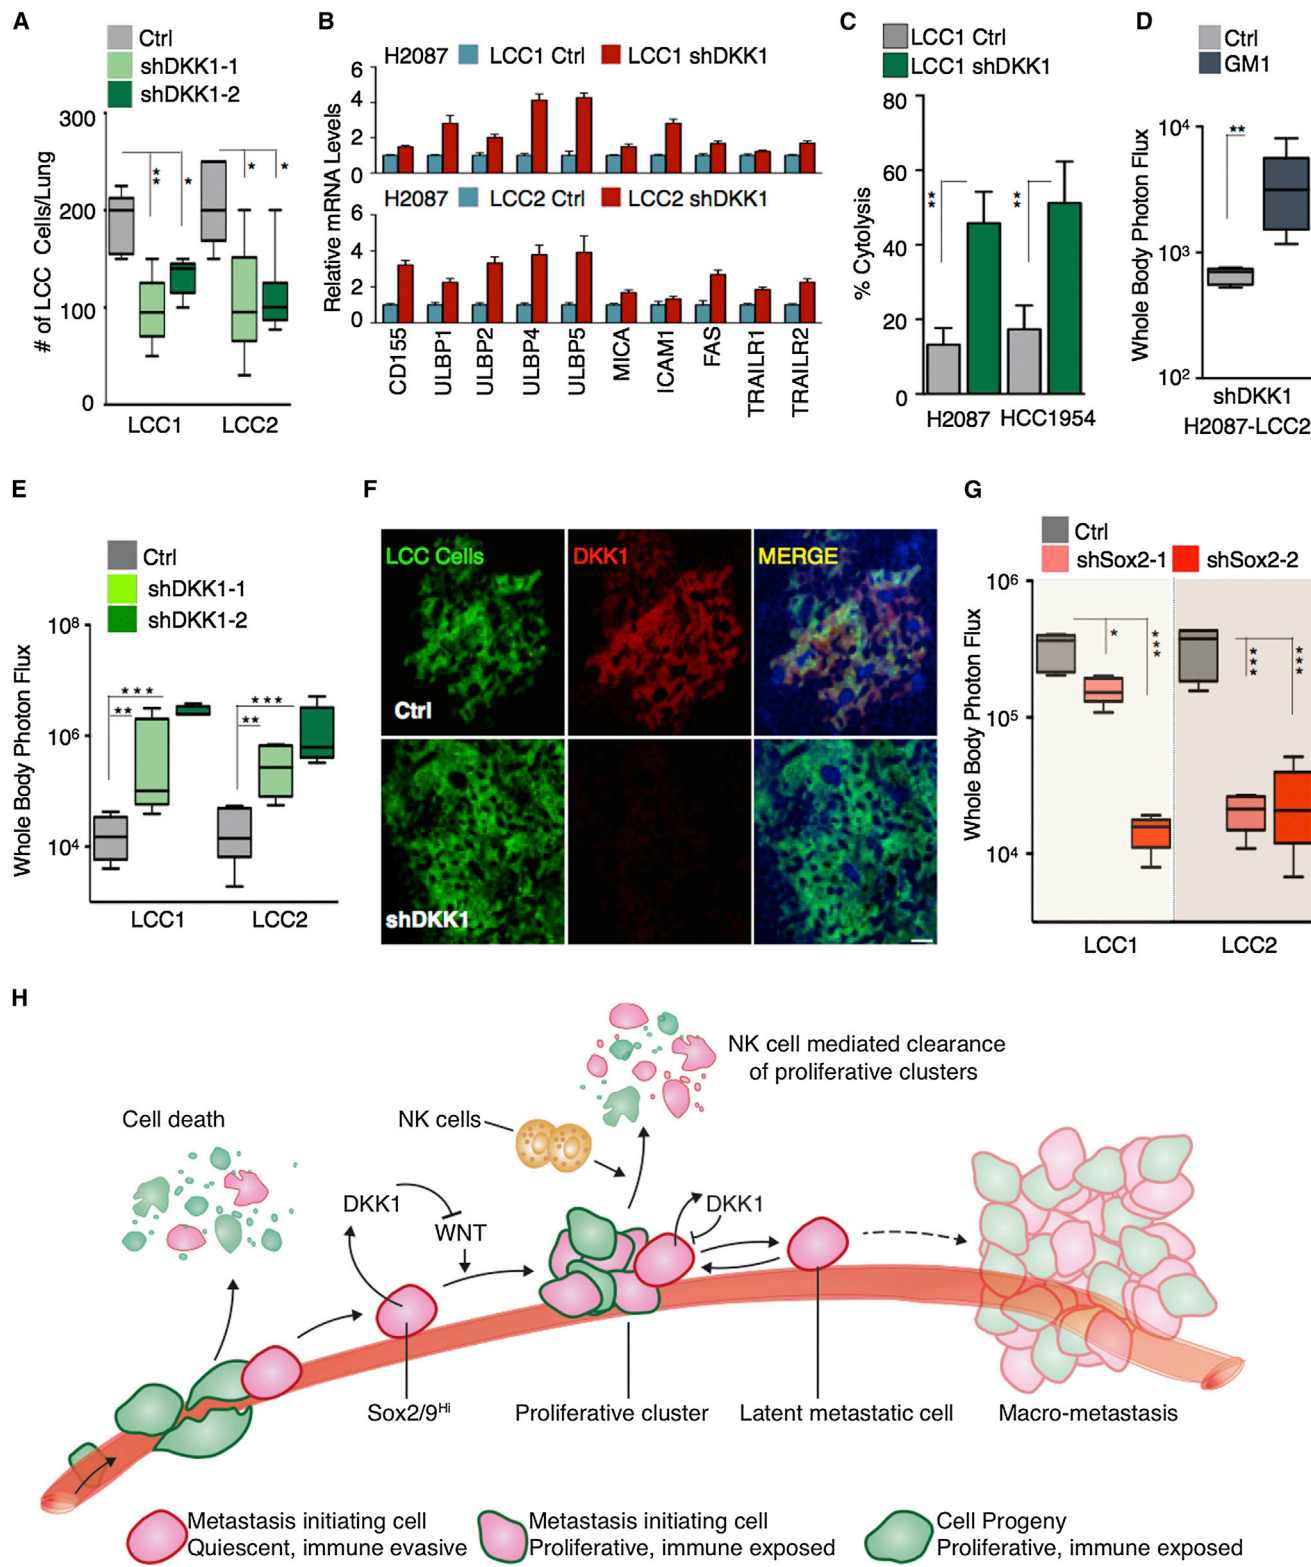 A
Ctrl
shDKK1-1
shDKK1-2
# of LCC Cells/Lung
300
200
100
0
** * * *
LCC1 LCC2
B
H2087 LCC1 Ctrl LCC1 shDKK1
Relative mRNA Levels
6
4
2
0
H2087 LCC2 Ctrl LCC2 shDKK1
6
4
2
0
CD155 ULBP1 ULBP2 ULBP4 ULBP5 MICA ICAM1 FAS TRAILR1 TRAILR2
C
LCC1 Ctrl
LCC1 shDKK1
% Cytolysis
80
60
40
20
0
** **
H2087 HCC1954
D
Ctrl
GM1
Whole Body Photon Flux
10⁴
10³
10²
**
shDKK1
H2087-LCC2
E
Ctrl
shDKK1-1
shDKK1-2
Whole Body Photon Flux
10⁸
10⁶
10⁴
*** ***
** **
LCC1 LCC2
F
LCC Cells DKK1 MERGE
Ctrl
shDKK1
G
Ctrl
shSox2-1 shSox2-2
Whole Body Photon Flux
10⁶
10⁵
10⁴
* *** *** ***
LCC1 LCC2
H
NK cell mediated clearance
of proliferative clusters
Cell death
NK cells
DKK1
WNT
DKK1
Sox2/9ᴴⁱ
Proliferative cluster
Latent metastatic cell
Macro-metastasis
Metastasis initiating cell
Quiescent, immune evasive
Metastasis initiating cell
Proliferative, immune exposed
Cell Progeny
Proliferative, immune exposed